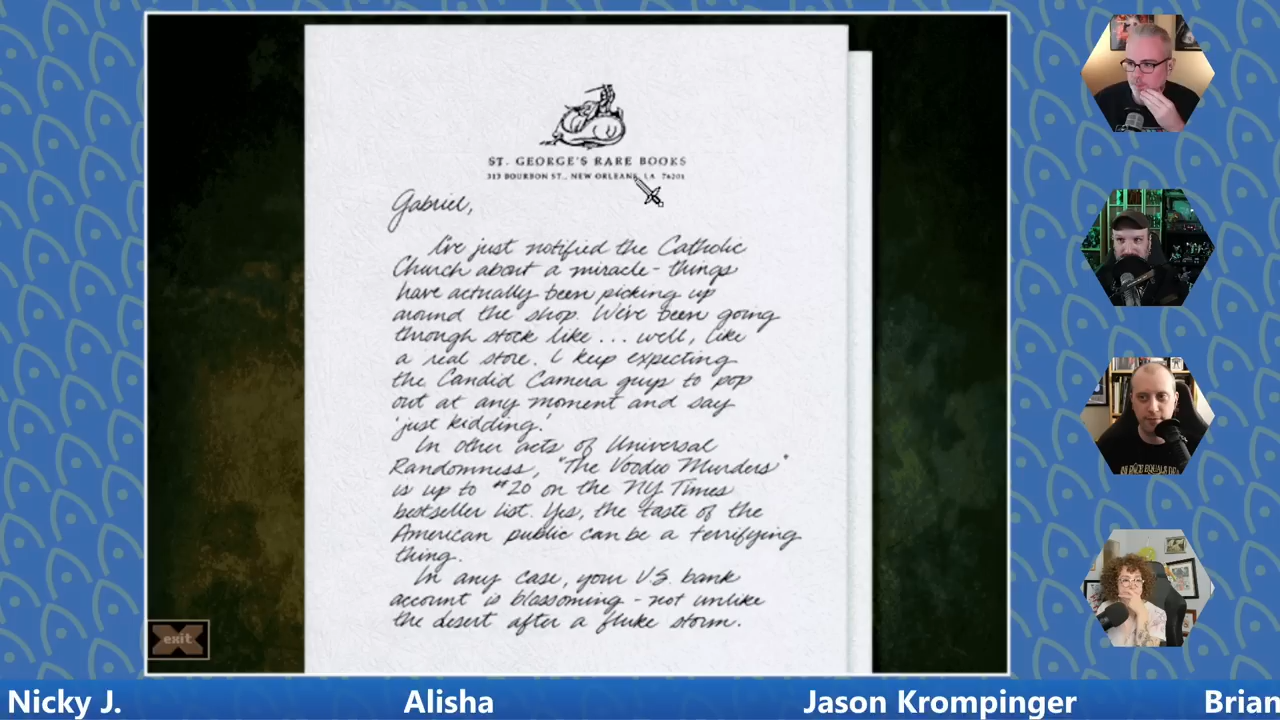 ST. GEORGE'S RARE BOOKS
313 BOURBON ST., NEW ORLEANS, LA 76201
Gabriel,
I've just notified the Catholic
Church about a miracle - things
have actually been picking up
around the shop. We've been going
through stock like ... well, like
a real store. I keep expecting
the Candid Camera guys to pop
out at any moment and say
'just kidding.'
In other acts of Universal
Randomness, "The Voodoo Murders"
is up to #20 on the NY Times
bestseller list. Yes, the taste of the
American public can be a terrifying
thing.
In any case, your U.S. bank
account is blossoming - not unlike
the desert after a fluke storm.
exit
Nicky J. Alisha Jason Krompinger Brian